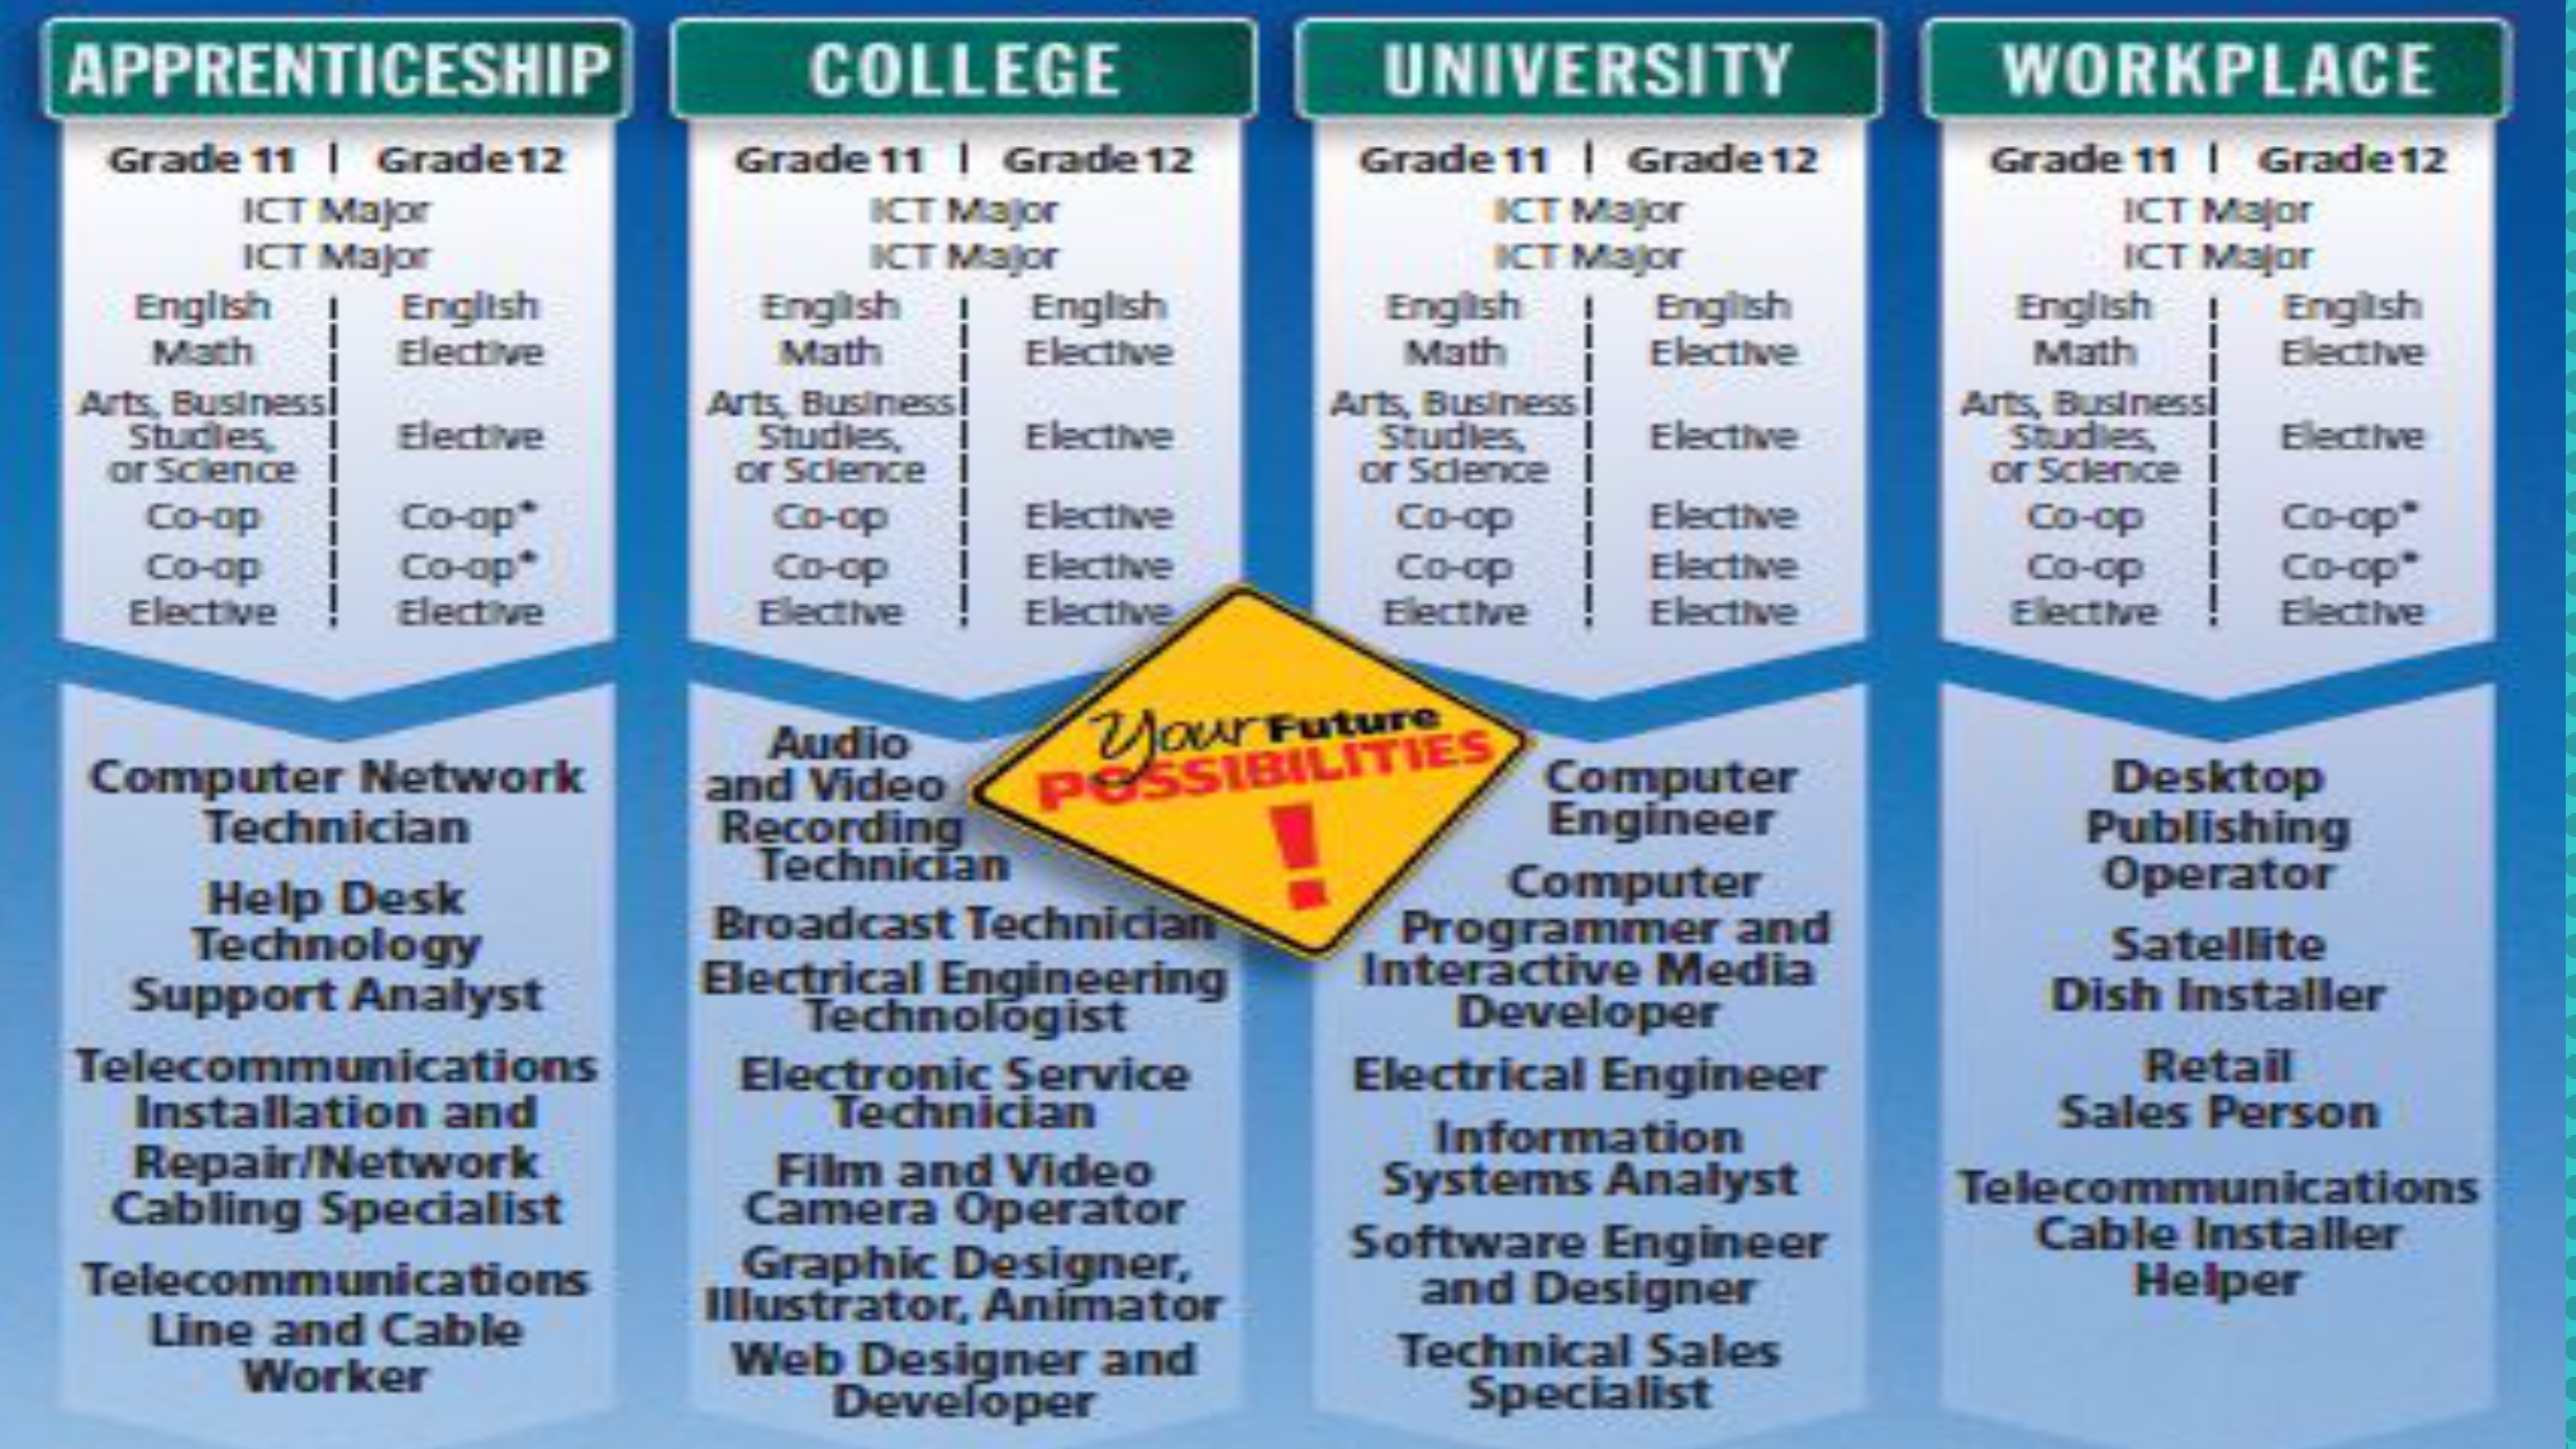 APPRENTICESHIP
Grade 11 | Grade 12
ICT Major
ICT Major
English | English
Math | Elective
Arts, Business
Studies, | Elective
or Science
Co-op | Co-op*
Co-op | Co-op*
Elective | Elective
Computer Network
Technician
Help Desk
Technology
Support Analyst
Telecommunications
Installation and
Repair/Network
Cabling Specialist
Telecommunications
Line and Cable
Worker
COLLEGE
Grade 11 | Grade 12
ICT Major
ICT Major
English | English
Math | Elective
Arts, Business
Studies, | Elective
or Science
Co-op | Elective
Co-op | Elective
Elective | Elective
Audio
and Video
Recording
Technician
Broadcast Technician
Electrical Engineering
Technologist
Electronic Service
Technician
Film and Video
Camera Operator
Graphic Designer,
Illustrator, Animator
Web Designer and
Developer
Your Future
POSSIBILITIES
!
UNIVERSITY
Grade 11 | Grade 12
ICT Major
ICT Major
English | English
Math | Elective
Arts, Business
Studies, | Elective
or Science
Co-op | Elective
Co-op | Elective
Elective | Elective
Computer
Engineer
Computer
Programmer and
Interactive Media
Developer
Electrical Engineer
Information
Systems Analyst
Software Engineer
and Designer
Technical Sales
Specialist
WORKPLACE
Grade 11 | Grade 12
ICT Major
ICT Major
English | English
Math | Elective
Arts, Business
Studies, | Elective
or Science
Co-op | Co-op*
Co-op | Co-op*
Elective | Elective
Desktop
Publishing
Operator
Satellite
Dish Installer
Retail
Sales Person
Telecommunications
Cable Installer
Helper